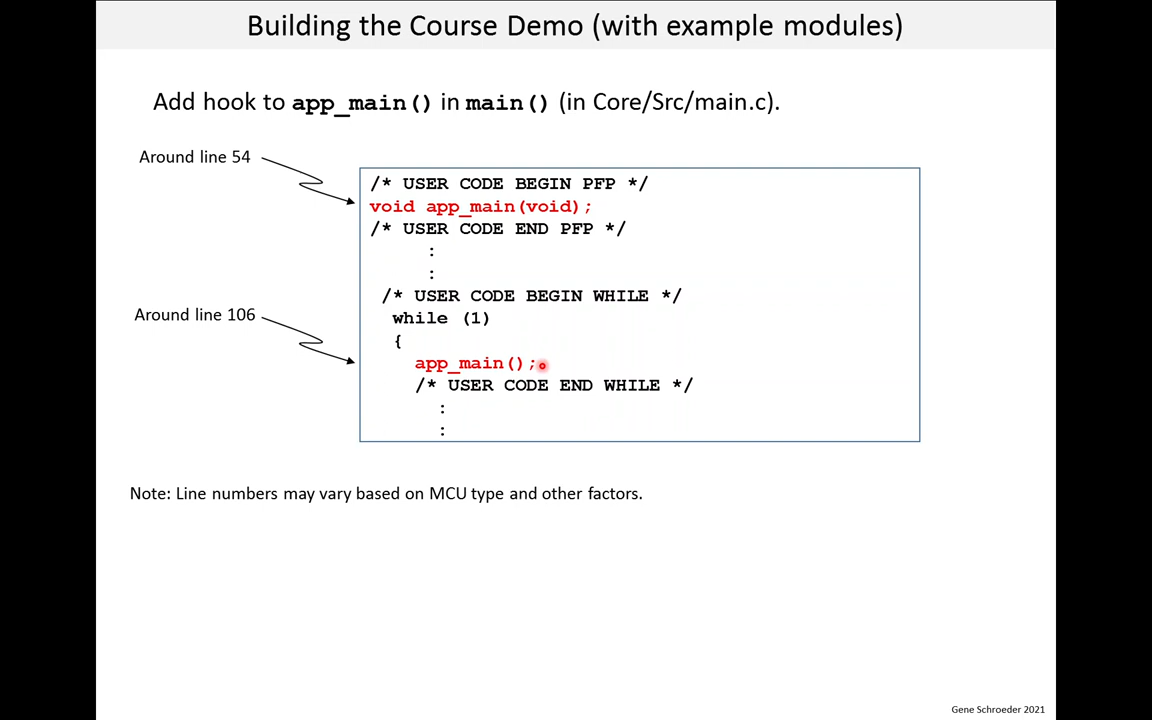 Building the Course Demo (with example modules)
Add hook to app_main() in main() (in Core/Src/main.c).
Around line 54
/* USER CODE BEGIN PFP */
void app_main(void);
/* USER CODE END PFP */
:
:
/* USER CODE BEGIN WHILE */
Around line 106
while (1)
{
app_main();
/* USER CODE END WHILE */
:
:
Note: Line numbers may vary based on MCU type and other factors.
Gene Schroeder 2021